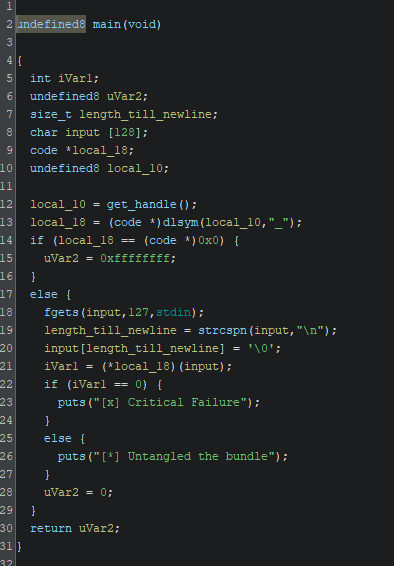 1
2 undefined8 main(void)
3
4 {
5 int iVar1;
6 undefined8 uVar2;
7 size_t length_till_newline;
8 char input [128];
9 code *local_18;
10 undefined8 local_10;
11
12 local_10 = get_handle();
13 local_18 = (code *)dlsym(local_10,"_");
14 if (local_18 == (code *)0x0) {
15 uVar2 = 0xffffffff;
16 }
17 else {
18 fgets(input,127,stdin);
19 length_till_newline = strcspn(input,"\n");
20 input[length_till_newline] = '\0';
21 iVar1 = (*local_18)(input);
22 if (iVar1 == 0) {
23 puts("[x] Critical Failure");
24 }
25 else {
26 puts("[*] Untangled the bundle");
27 }
28 uVar2 = 0;
29 }
30 return uVar2;
31 }
32